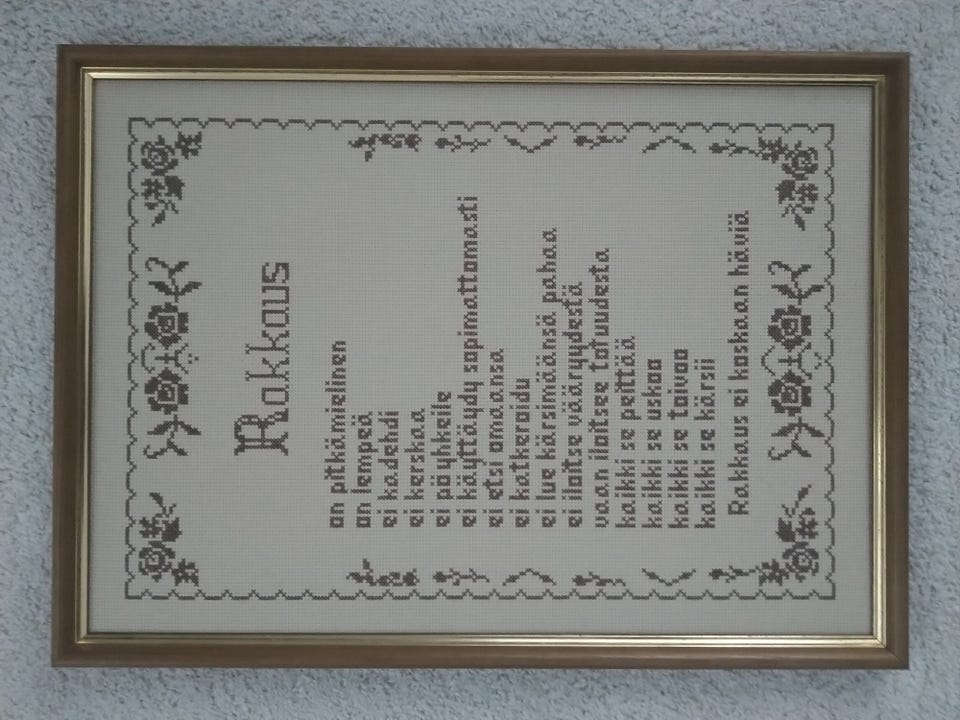 Rakkaus
on pitkämielinen
on lempeä
ei kadehdi
ei kerskaa
ei pöyhkeile
ei käyttäydy sopimattomasti
ei etsi omaansa
ei katkeroidu
ei lue kärsimäänsä pahaa
ei iloitse vääryydestä
vaan iloitsee totuudesta
kaikki se peittää
kaikki se uskoo
kaikki se toivoo
kaikki se kärsii
Rakkaus ei koskaan häviä